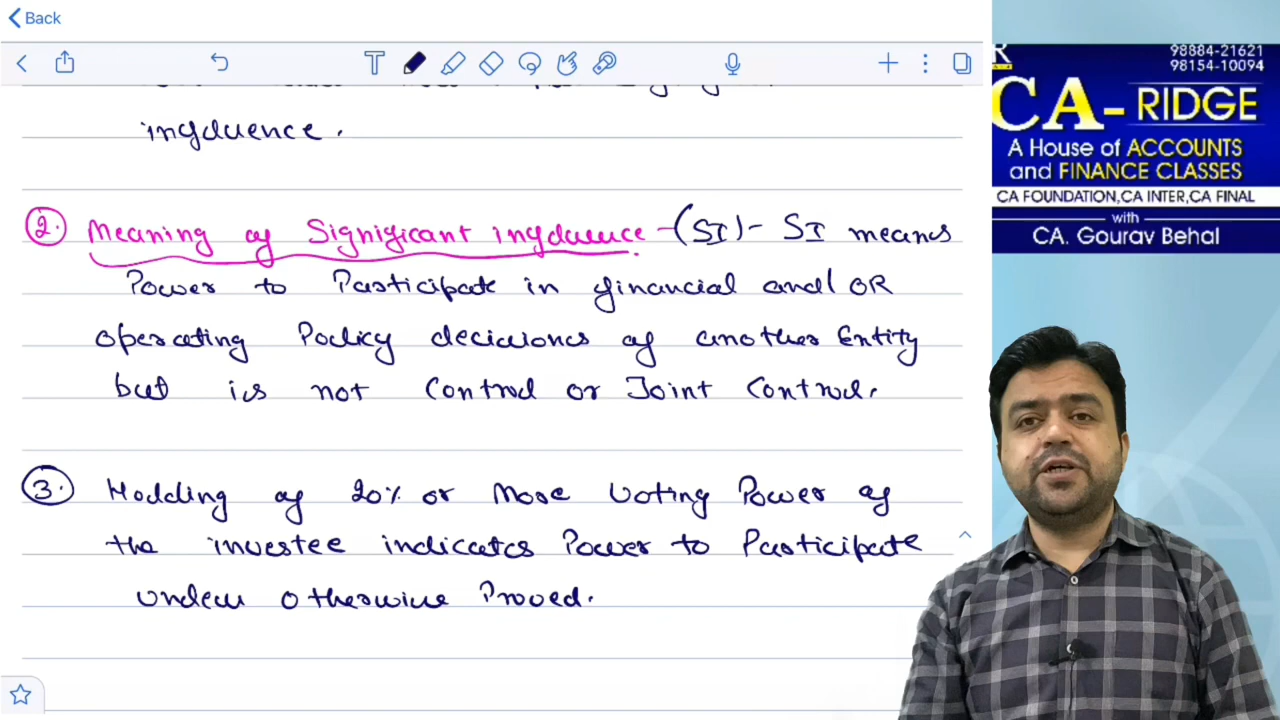 Back
influence.
2. Meaning of Significant influence - (SI) - SI means
Power to Participate in financial and/OR
operating Policy decisions of another Entity
but is not Control or Joint Control.
3. Holding of 20% or More Voting Power of
the investee indicates Power to Participate
unless otherwise Proved.
R
98884-21621
98154-10094
CA-RIDGE
A House of ACCOUNTS
and FINANCE CLASSES
CA FOUNDATION,CA INTER,CA FINAL
with
CA. Gourav Behal